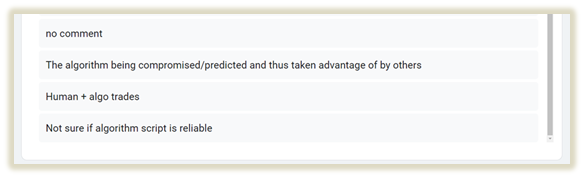 no comment
The algorithm being compromised/predicted and thus taken advantage of by others
Human + algo trades
Not sure if algorithm script is reliable